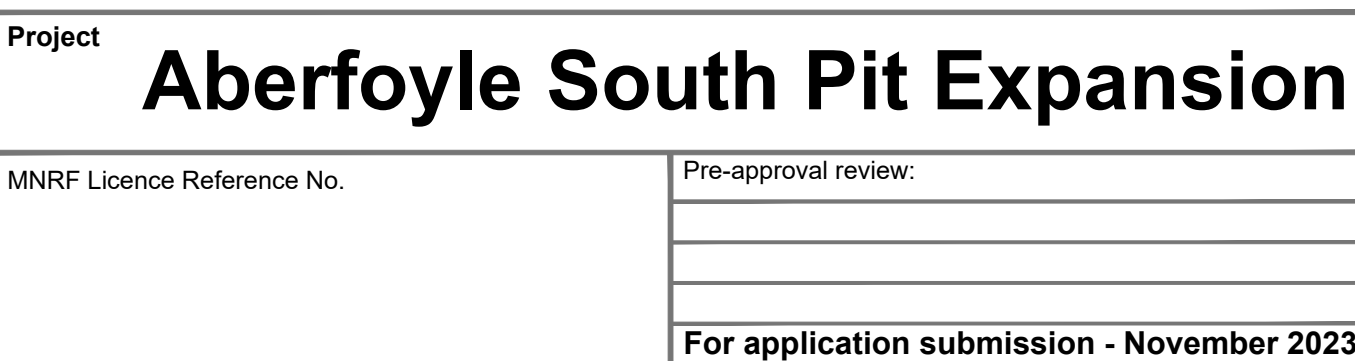 Project
Aberfoyle South Pit Expansion
MNRF Licence Reference No.
Pre-approval review:
For application submission - November 2023